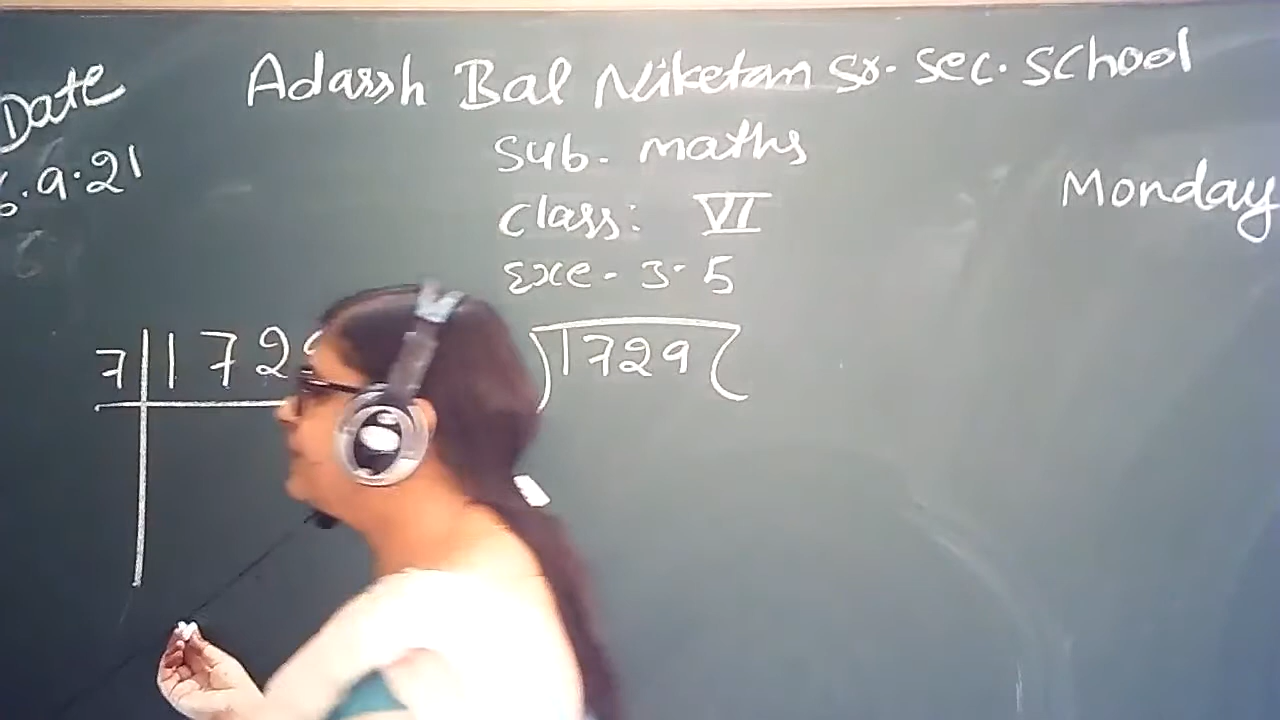 Date
Adarsh Bal Niketan Sr. Sec. School
6.9.21
Sub. maths
Monday
Class: VI
Exe - 3.5
7 1729
1729